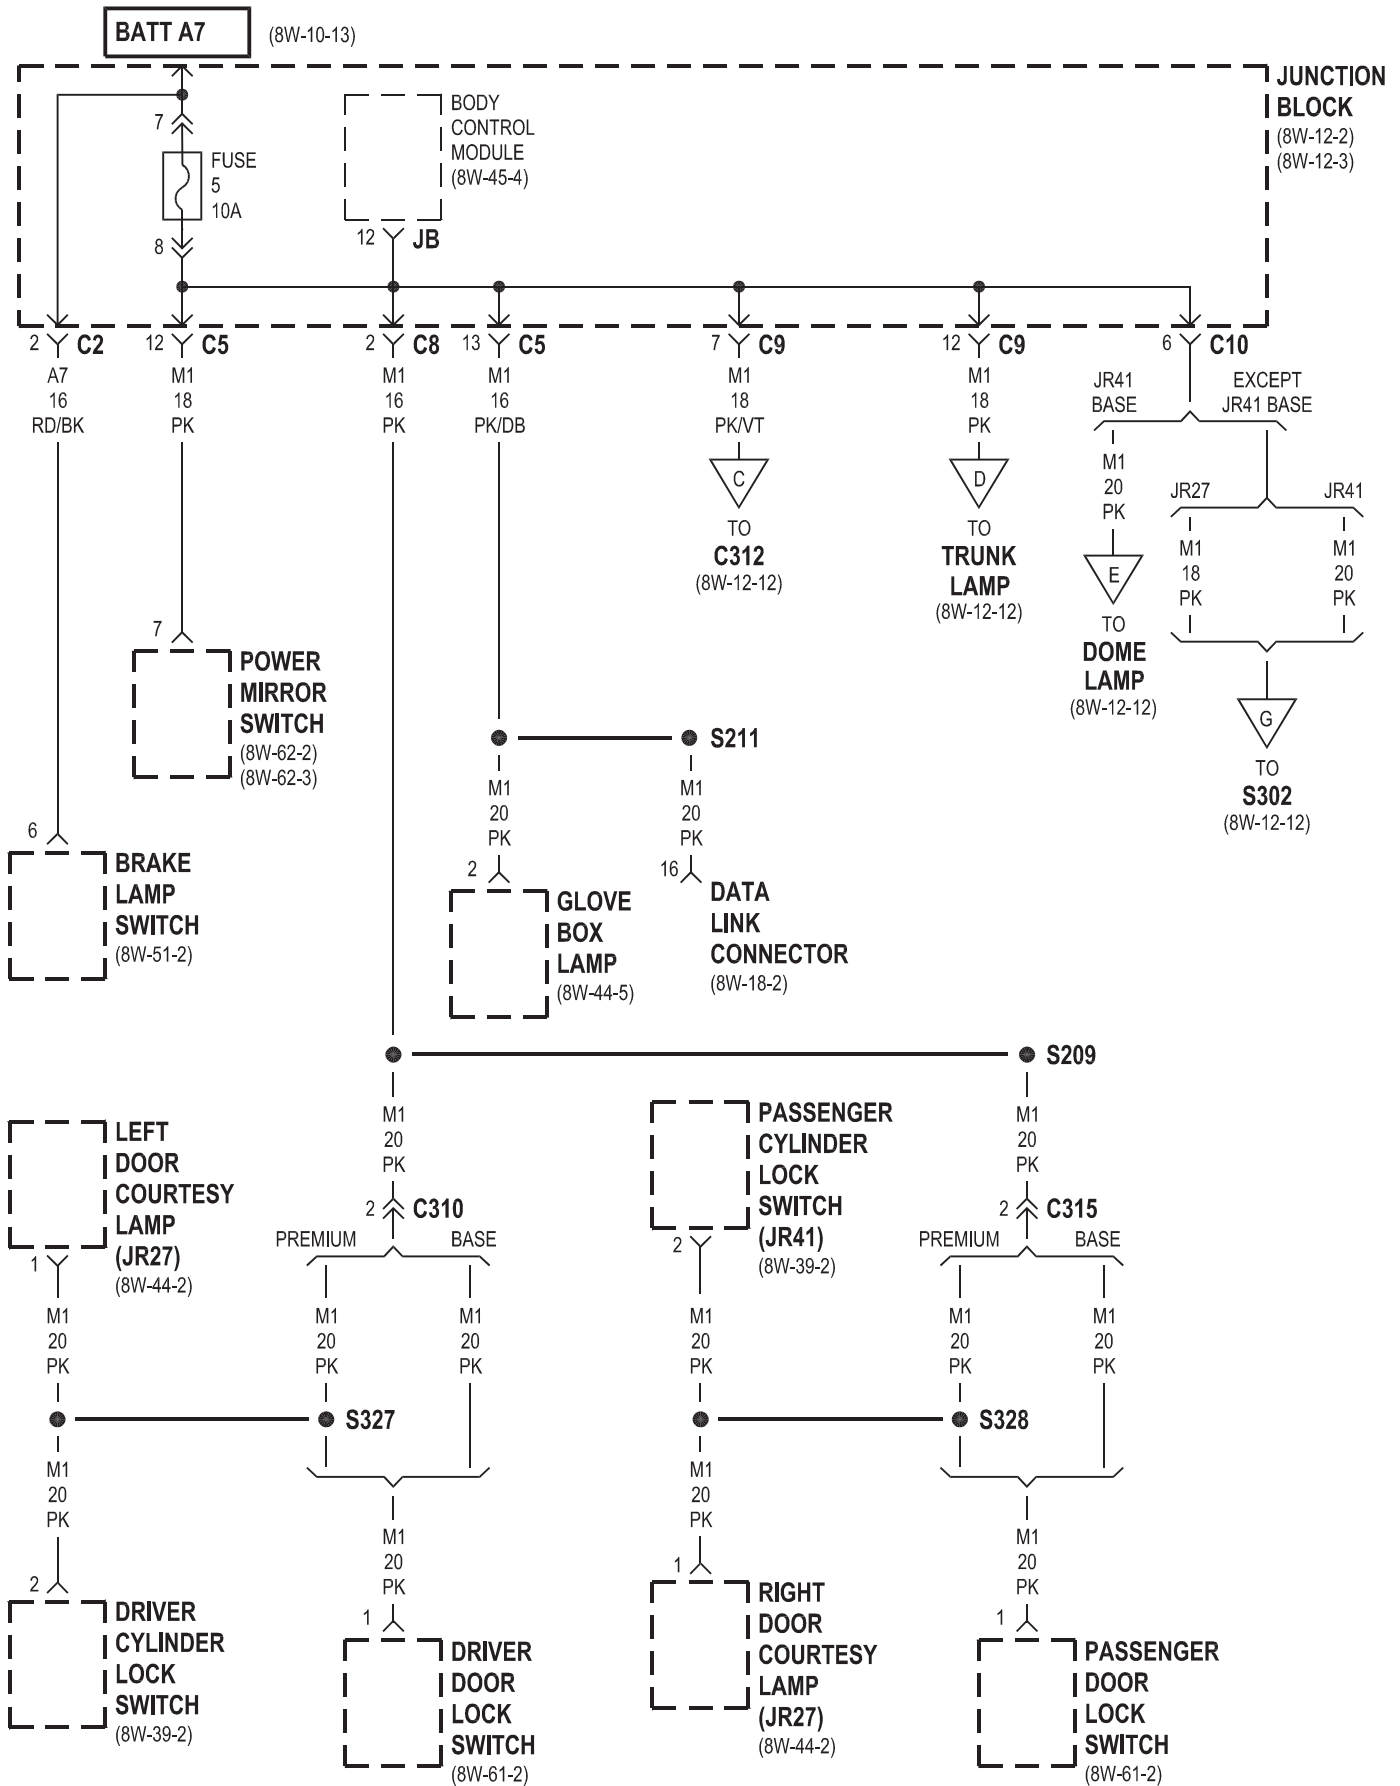 BATT A7
(8W-10-13)
JUNCTION
BLOCK
(8W-12-2)
(8W-12-3)
7
FUSE
5
10A
8
BODY
CONTROL
MODULE
(8W-45-4)
12
JB
2
C2
12
C5
2
C8
13
C5
7
C9
12
C9
6
C10
A7
16
RD/BK
M1
18
PK
M1
16
PK
M1
16
PK/DB
M1
18
PK/VT
M1
18
PK
JR41
BASE
EXCEPT
JR41 BASE
C
TO
C312
(8W-12-12)
D
TO
TRUNK
LAMP
(8W-12-12)
M1
20
PK
E
TO
DOME
LAMP
(8W-12-12)
JR27
JR41
M1
18
PK
M1
20
PK
G
TO
S302
(8W-12-12)
7
POWER
MIRROR
SWITCH
(8W-62-2)
(8W-62-3)
6
BRAKE
LAMP
SWITCH
(8W-51-2)
S211
M1
20
PK
M1
20
PK
2
16
GLOVE
BOX
LAMP
(8W-44-5)
DATA
LINK
CONNECTOR
(8W-18-2)
S209
LEFT
DOOR
COURTESY
LAMP
(JR27)
(8W-44-2)
1
M1
20
PK
M1
20
PK
2
C310
PREMIUM
BASE
M1
20
PK
M1
20
PK
S327
M1
20
PK
2
DRIVER
CYLINDER
LOCK
SWITCH
(8W-39-2)
M1
20
PK
1
DRIVER
DOOR
LOCK
SWITCH
(8W-61-2)
PASSENGER
CYLINDER
LOCK
SWITCH
(JR41)
(8W-39-2)
2
M1
20
PK
M1
20
PK
2
C315
PREMIUM
BASE
M1
20
PK
M1
20
PK
S328
M1
20
PK
1
RIGHT
DOOR
COURTESY
LAMP
(JR27)
(8W-44-2)
M1
20
PK
1
PASSENGER
DOOR
LOCK
SWITCH
(8W-61-2)